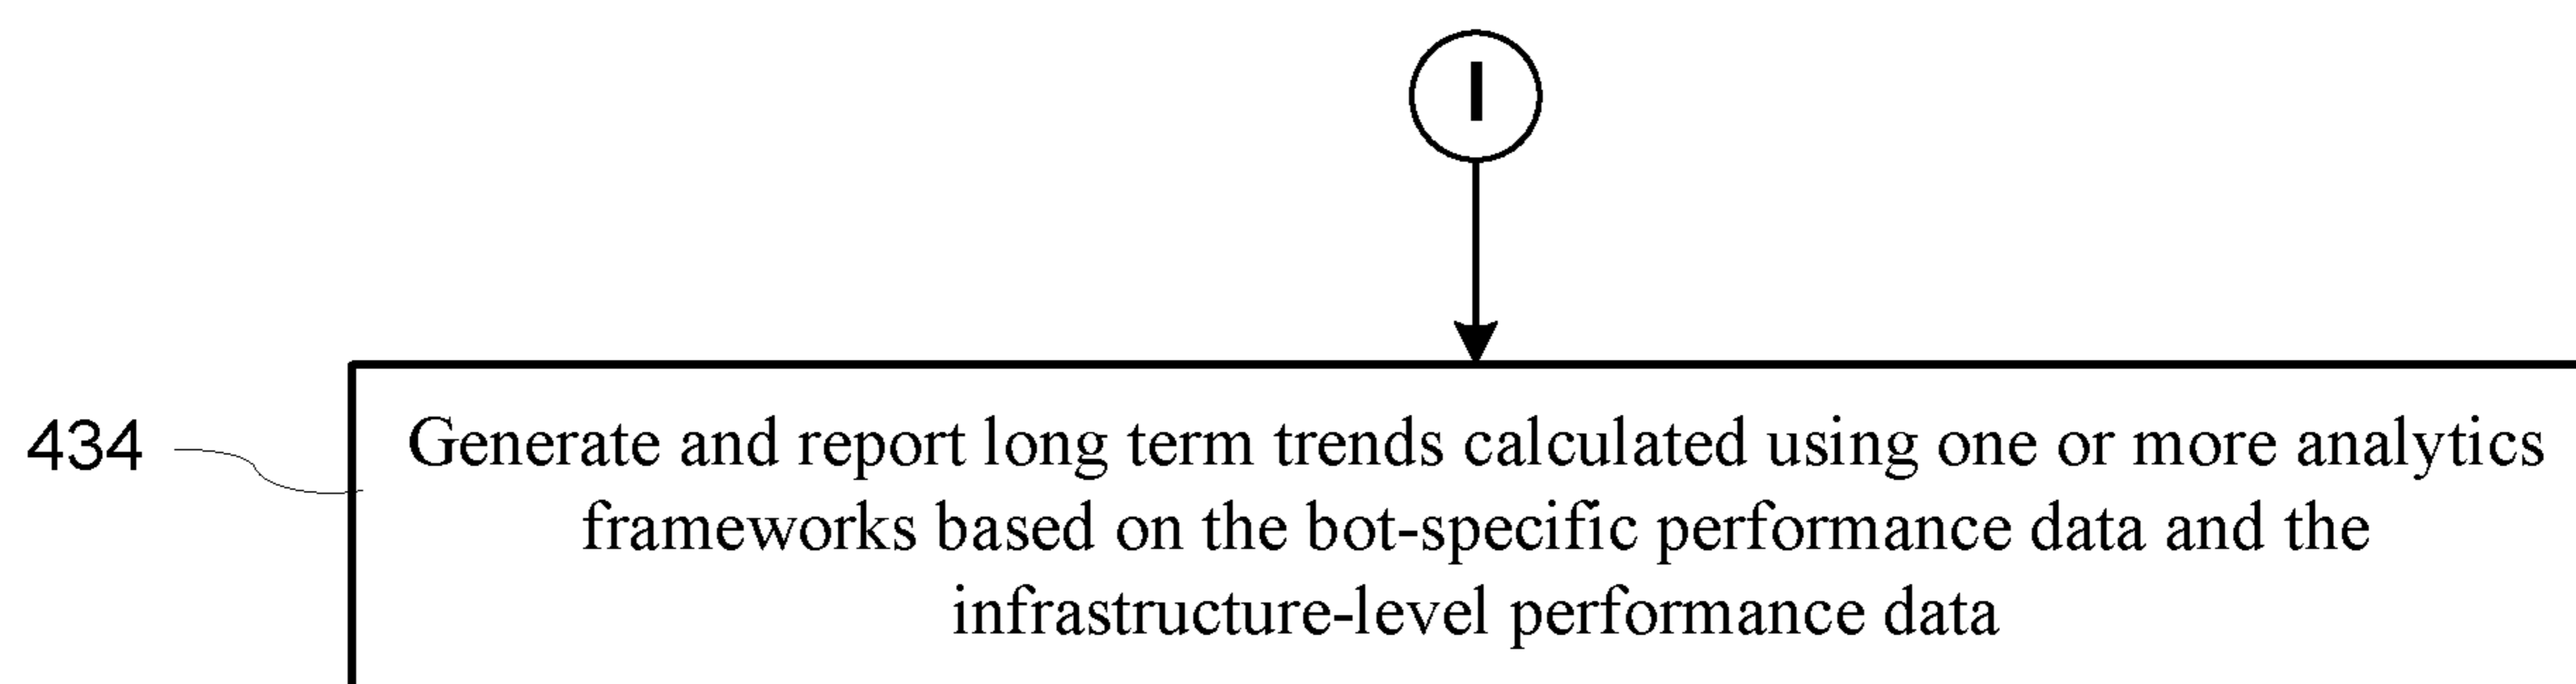 I
434
Generate and report long term trends calculated using one or more analytics
frameworks based on the bot-specific performance data and the
infrastructure-level performance data